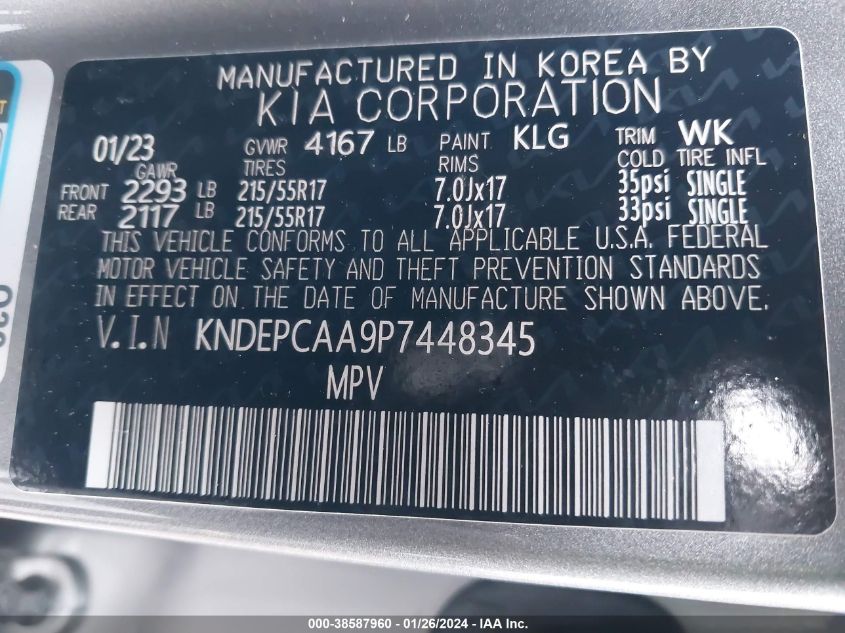 MANUFACTURED IN KOREA BY
KIA CORPORATION
01/23 GVWR 4167 LB PAINT KLG TRIM WK
GAWR TIRES RIMS COLD TIRE INFL
FRONT 2293 LB 215/55R17 7.0Jx17 35psi SINGLE
REAR 2117 LB 215/55R17 7.0Jx17 33psi SINGLE
THIS VEHICLE CONFORMS TO ALL APPLICABLE U.S.A. FEDERAL
MOTOR VEHICLE SAFETY AND THEFT PREVENTION STANDARDS
IN EFFECT ON THE DATE OF MANUFACTURE SHOWN ABOVE.
V.I.N KNDEPCAA9P7448345
MPV
000-38587960 - 01/26/2024 - IAA Inc.